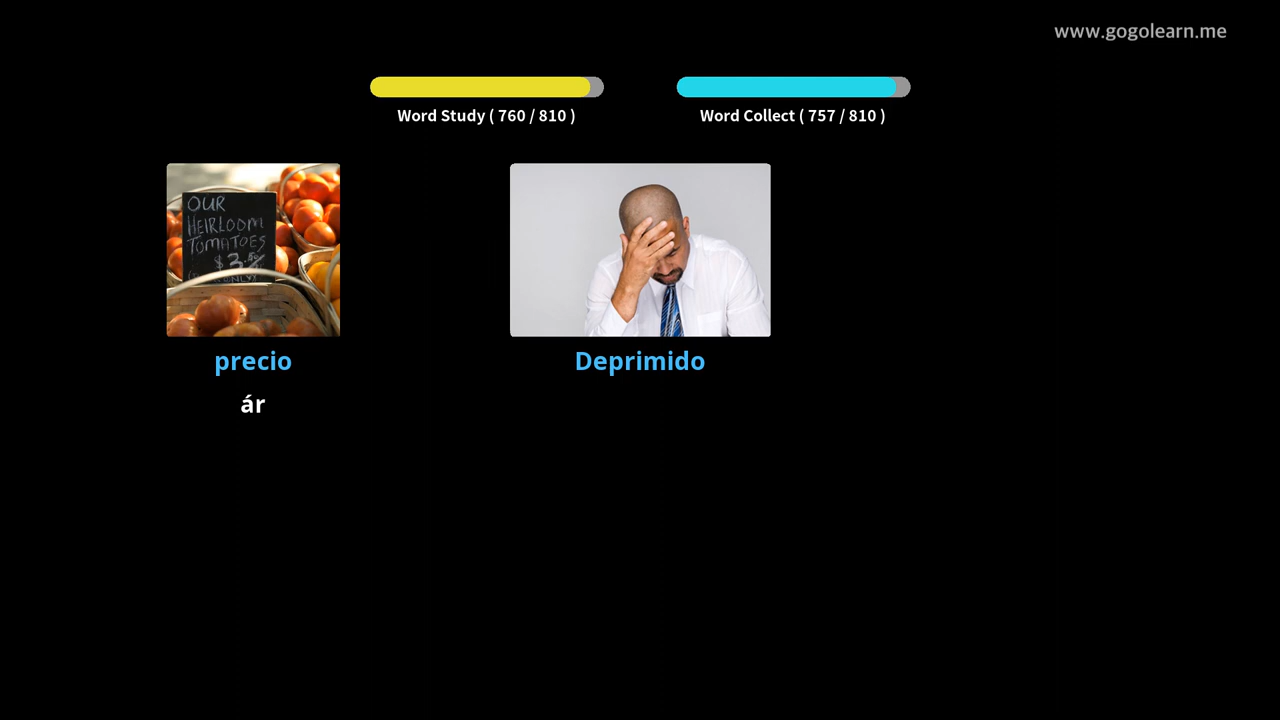 www.gogolearn.me
Word Study ( 760 / 810 )
Word Collect ( 757 / 810 )
OUR
HEIRLOOM
TOMATOES
precio
Deprimido
ár